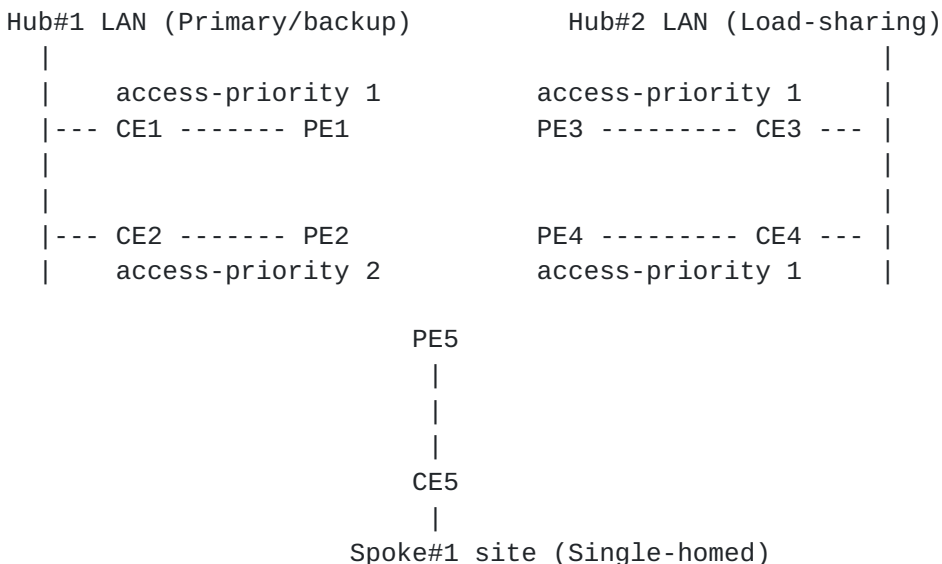 Hub#1 LAN (Primary/backup)          Hub#2 LAN (Load-sharing)
  |                                                     |
  |    access-priority 1          access-priority 1     |
  |--- CE1 ------- PE1            PE3 --------- CE3 --- |
  |                                                     |
  |                                                     |
  |--- CE2 ------- PE2            PE4 --------- CE4 --- |
  |    access-priority 2          access-priority 1     |
                          PE5
                           |
                           |
                           |
                          CE5
                           |
                      Spoke#1 site (Single-homed)